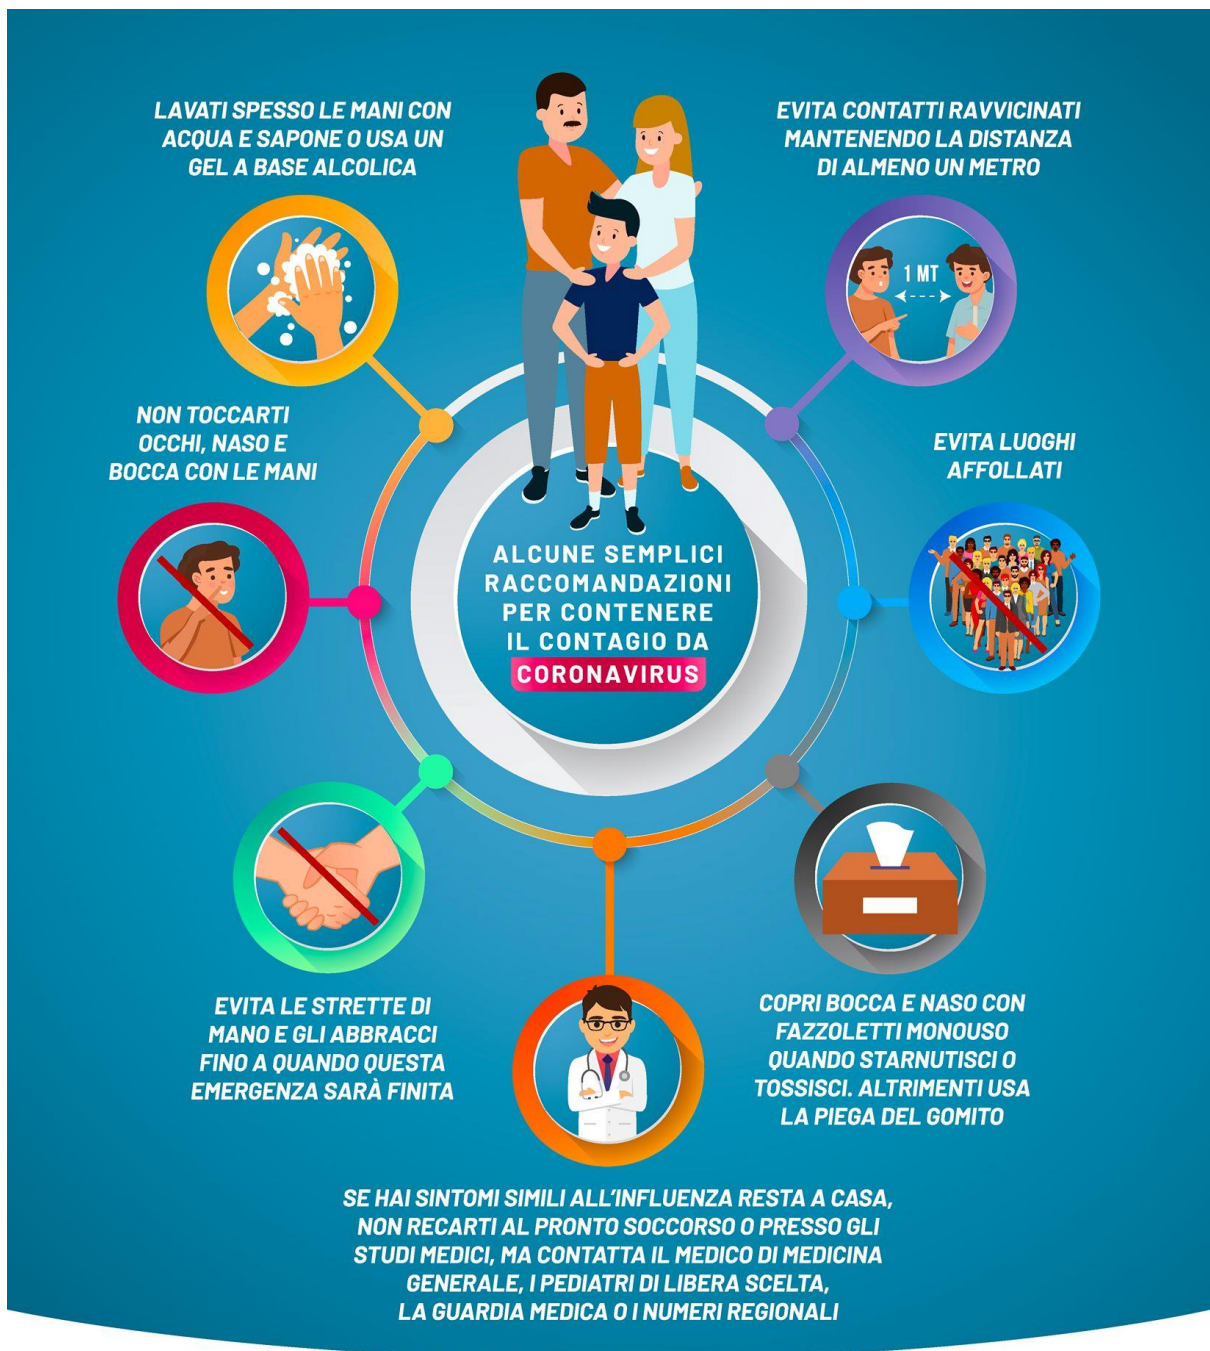 LAVATI SPESSO LE MANI CON
ACQUA E SAPONE O USA UN
GEL A BASE ALCOLICA
EVITA CONTATTI RAVVICINATI
MANTENENDO LA DISTANZA
DI ALMENO UN METRO
1 MT
NON TOCCARTI
OCCHI, NASO E
BOCCA CON LE MANI
EVITA LUOGHI
AFFOLLATI
ALCUNE SEMPLICI
RACCOMANDAZIONI
PER CONTENERE
IL CONTAGIO DA
CORONAVIRUS
EVITA LE STRETTE DI
MANO E GLI ABBRACCI
FINO A QUANDO QUESTA
EMERGENZA SARÀ FINITA
COPRI BOCCA E NASO CON
FAZZOLETTI MONOUSO
QUANDO STARNUTISCI O
TOSSISCI. ALTRIMENTI USA
LA PIEGA DEL GOMITO
SE HAI SINTOMI SIMILI ALL'INFLUENZA RESTA A CASA,
NON RECARTI AL PRONTO SOCCORSO O PRESSO GLI
STUDI MEDICI, MA CONTATTA IL MEDICO DI MEDICINA
GENERALE, I PEDIATRI DI LIBERA SCELTA,
LA GUARDIA MEDICA O I NUMERI REGIONALI